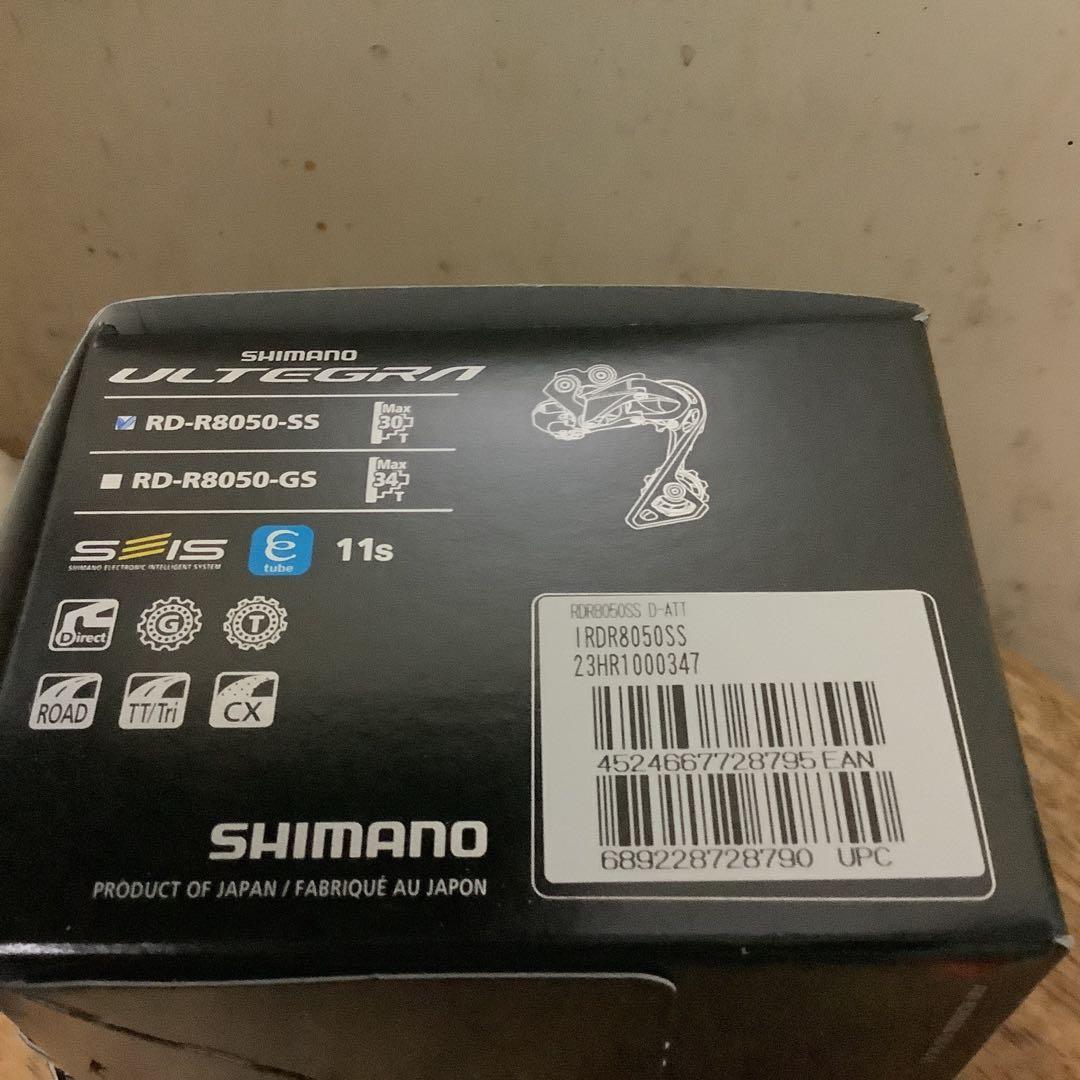 SHIMANO
ULTEGRA
RD-R8050-SS
Max
30
T
RD-R8050-GS
Max
34
T
SEIS
SHIMANO ELECTRONIC INTELLIGENT SYSTEM
E
tube
11s
Direct
G
T
ROAD
TT/Tri
CX
SHIMANO
PRODUCT OF JAPAN / FABRIQUÉ AU JAPON
RDR8050SS D-ATT
IRDR8050SS
23HR1000347
4524667728795 EAN
689228728790 UPC